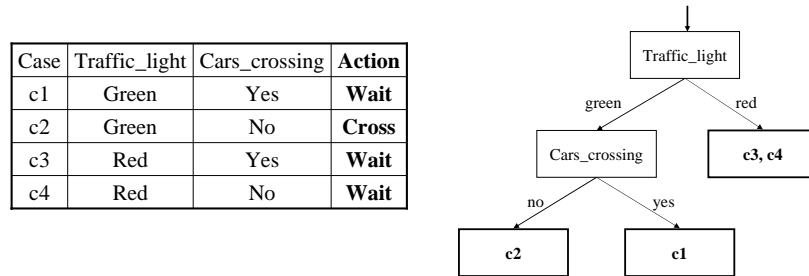 Case Traffic_light Cars_crossing Action
c1 Green Yes Wait
c2 Green No Cross
c3 Red Yes Wait
c4 Red No Wait
Traffic_light
green red
Cars_crossing c3, c4
no yes
c2 c1